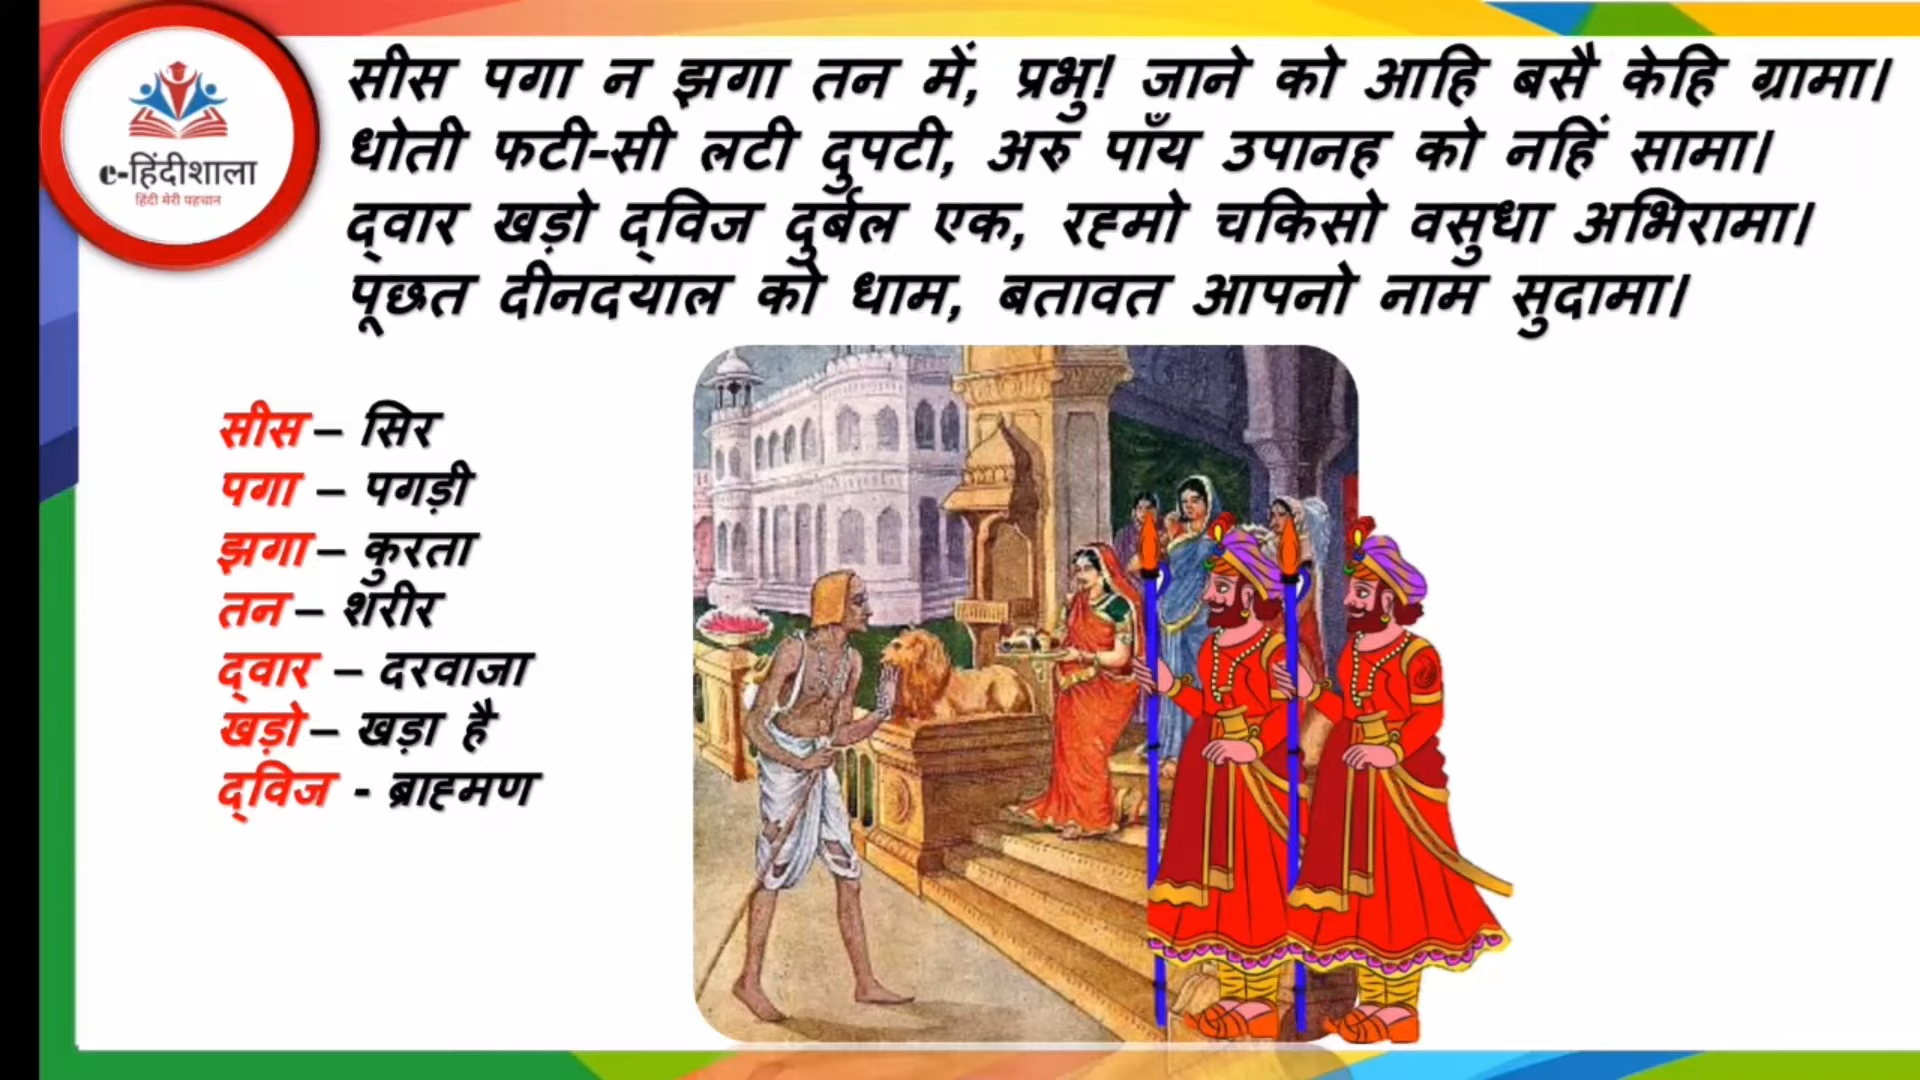 सीस पगा न झगा तन में, प्रभु! जाने को आहि बसै केहि ग्रामा।
धोती फटी-सी लटी दुपटी, अरु पाँय उपानह को नहिं सामा।
द्वार खड़ो द्विज दुर्बल एक, रह्मो चकिसो वसुधा अभिरामा।
पूछत दीनदयाल को धाम, बतावत आपनो नाम सुदामा।
e-हिंदीशाला
हिंदी मेरी पहचान
सीस – सिर
पगा – पगड़ी
झगा – कुरता
तन – शरीर
द्वार – दरवाजा
खड़ो – खड़ा है
द्विज - ब्राह्मण